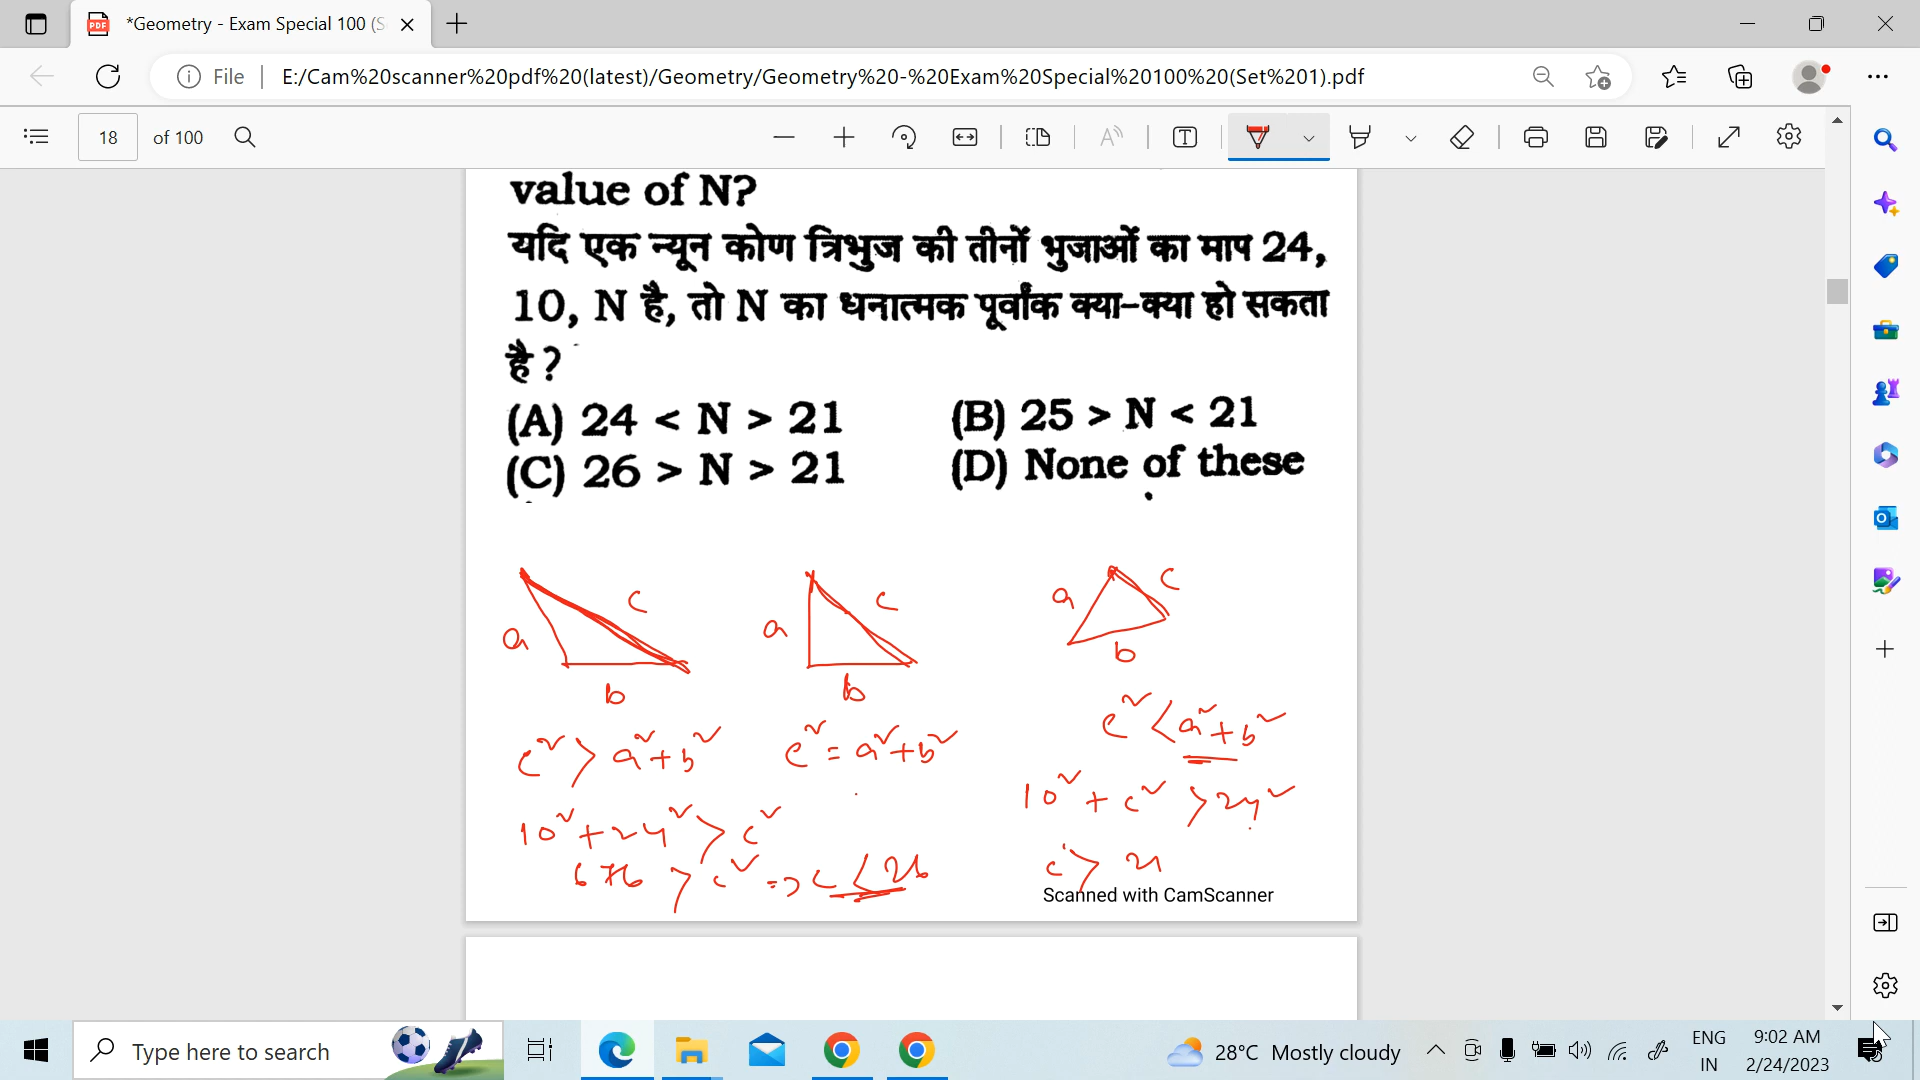 *Geometry - Exam Special 100 (S
File
E:/Cam%20scanner%20pdf%20(latest)/Geometry/Geometry%20-%20Exam%20Special%20100%20(Set%201).pdf
18 of 100
value of N?
यदि एक न्यून कोण त्रिभुज की तीनों भुजाओं का माप 24,
10, N है, तो N का धनात्मक पूर्वांक क्या-क्या हो सकता
है ?
(A) 24 < N > 21 (B) 25 > N < 21
(C) 26 > N > 21 (D) None of these
a c b
a c b
a c b
c² > a² + b² c² = a² + b² c² < a² + b²
10² + 24² > c² 10² + c² > 24²
676 > c² => c < 26 c > 21
Scanned with CamScanner
Type here to search
28°C Mostly cloudy
ENG
IN
9:02 AM
2/24/2023